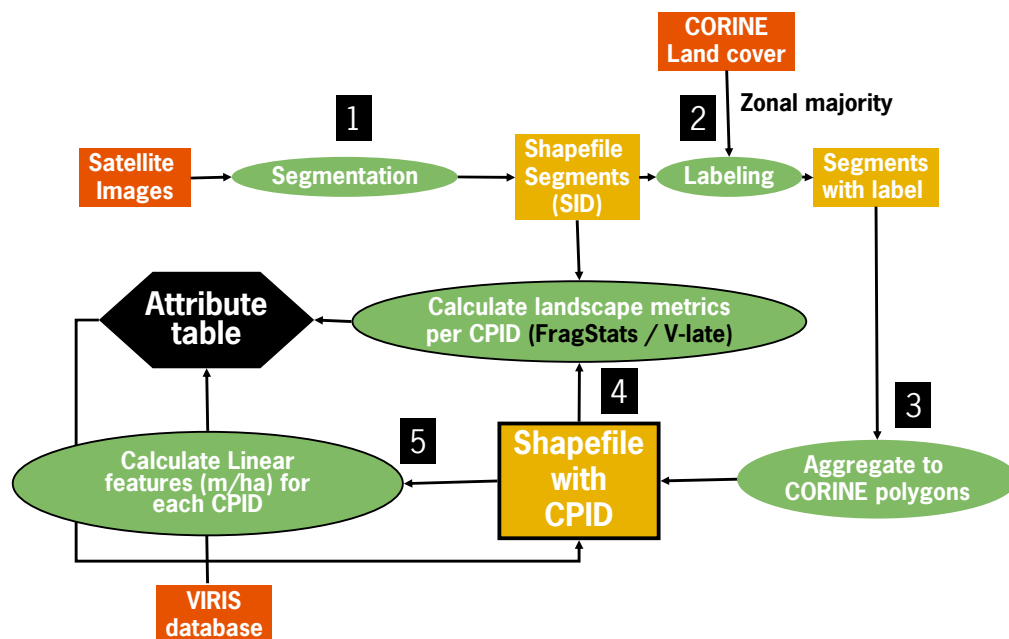 CORINE
Land cover
1
2
Zonal majority
Satellite
Images
Segmentation
Shapefile
Segments
(SID)
Labeling
Segments
with label
Attribute
table
Calculate landscape metrics
per CPID (FragStats / V-late)
4
3
5
Calculate Linear
features (m/ha) for
each CPID
Shapefile
with
CPID
Aggregate to
CORINE polygons
VIRIS
database